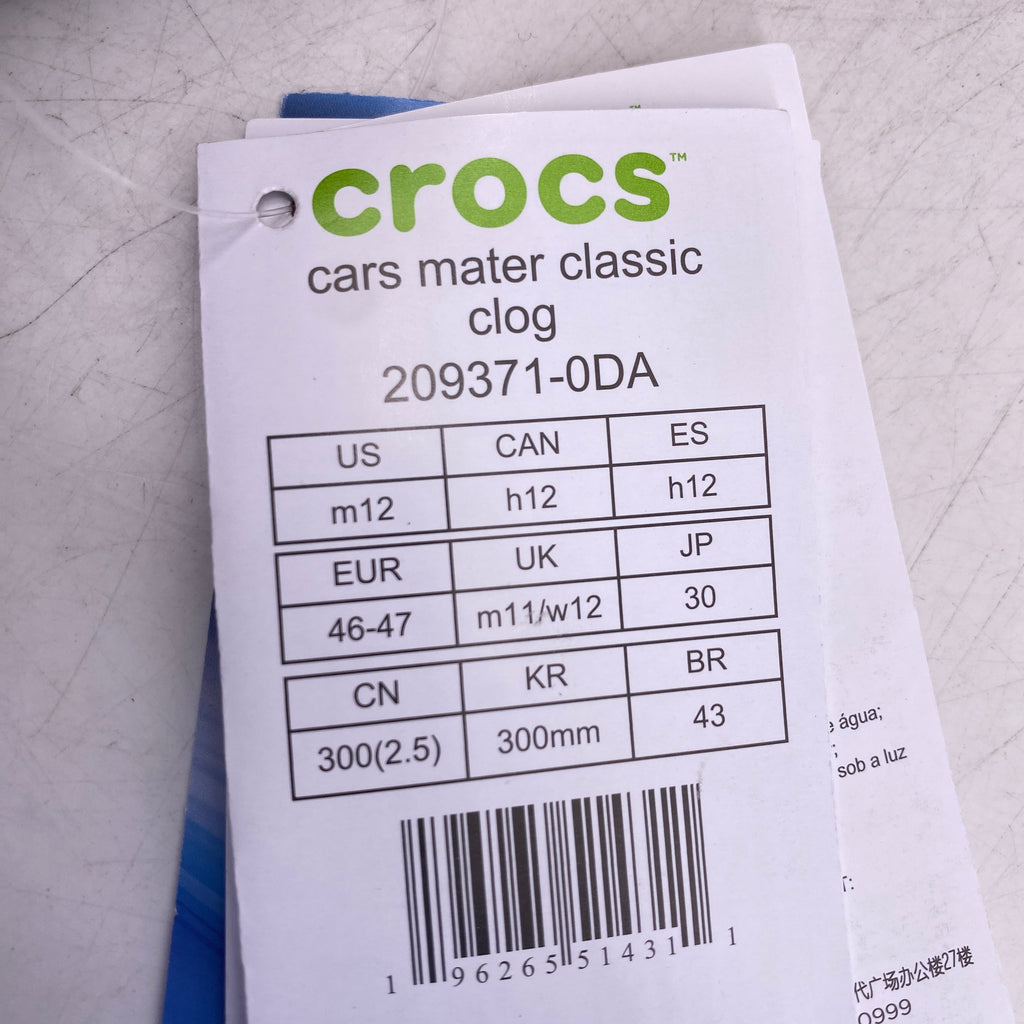 crocs™
cars mater classic
clog
209371-0DA
US CAN ES
m12 h12 h12
EUR UK JP
46-47 m11/w12 30
CN KR BR
300(2.5) 300mm 43
1 96265 51431 1
água;
;
sob a luz
T:
代广场办公楼27楼
0999